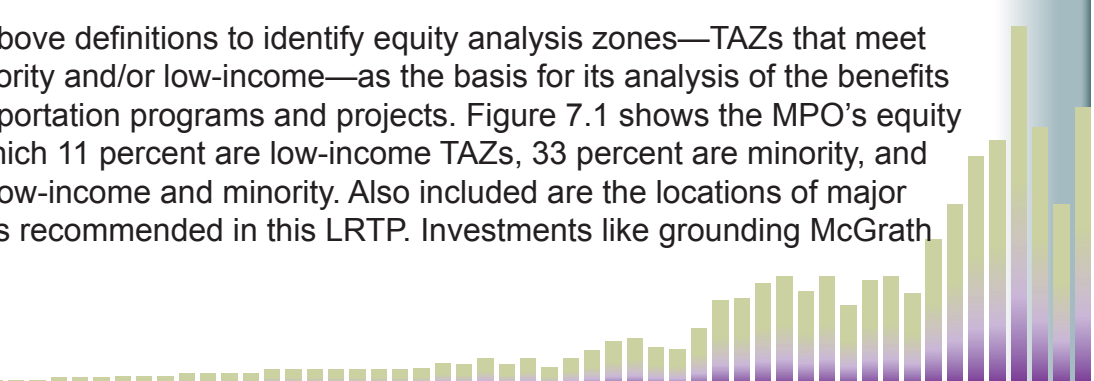 bove definitions to identify equity analysis zones—TAZs that meet
ority and/or low-income—as the basis for its analysis of the benefits
portation programs and projects. Figure 7.1 shows the MPO’s equity
hich 11 percent are low-income TAZs, 33 percent are minority, and
ow-income and minority. Also included are the locations of major
s recommended in this LRTP. Investments like grounding McGrath